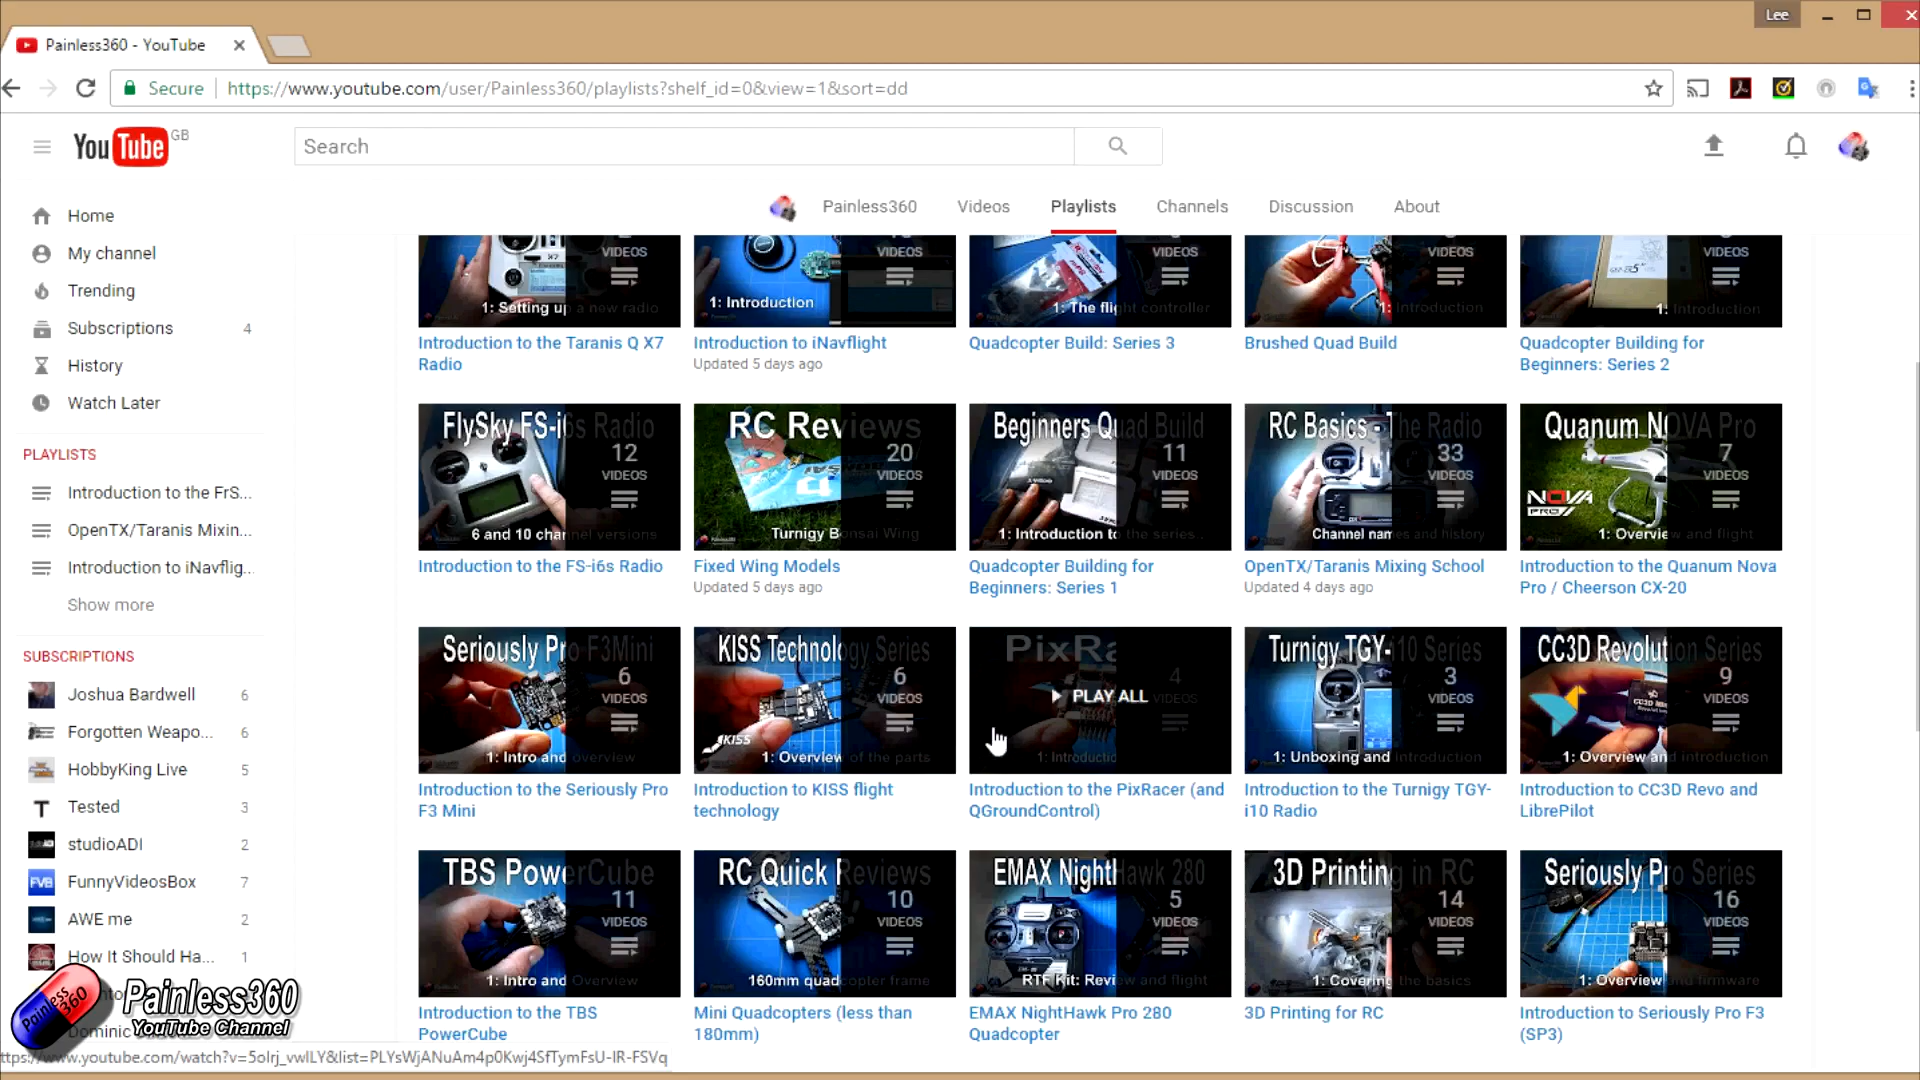 Lee
Painless360 - YouTube
Secure
https://www.youtube.com/user/Painless360/playlists?shelf_id=0&view=1&sort=dd
YouTube GB
Search
Home
My channel
Trending
Subscriptions 4
History
Watch Later
PLAYLISTS
Introduction to the FrS...
OpenTX/Taranis Mixin...
Introduction to iNavflig...
Show more
SUBSCRIPTIONS
Joshua Bardwell 6
Forgotten Weapo... 6
HobbyKing Live 5
Tested 3
studioADI 2
FunnyVideosBox 7
AWE me 2
How It Should Ha... 1
Dominic
Painless360
Painless360
YouTube Channel
Painless360 Videos Playlists Channels Discussion About
VIDEOS
1: Setting up a new radio
Introduction to the Taranis Q X7
Radio
VIDEOS
1: Introduction
Introduction to iNavflight
Updated 5 days ago
VIDEOS
1: The flight controller
Quadcopter Build: Series 3
VIDEOS
1: Introduction
Brushed Quad Build
VIDEOS
1: Introduction
Quadcopter Building for
Beginners: Series 2
FlySky FS-i6s Radio
12
VIDEOS
6 and 10 channel versions
Introduction to the FS-i6s Radio
RC Reviews
20
VIDEOS
Turnigy Bonsai Wing
Fixed Wing Models
Updated 5 days ago
Beginners Quad Build
11
VIDEOS
1: Introduction to the series..
Quadcopter Building for
Beginners: Series 1
RC Basics - The Radio
33
VIDEOS
Channel names and history
OpenTX/Taranis Mixing School
Updated 4 days ago
Quanum NOVA Pro
7
VIDEOS
NOVA
PRO
1: Overview and flight
Introduction to the Quanum Nova
Pro / Cheerson CX-20
Seriously Pro F3Mini
6
VIDEOS
1: Intro and overview
Introduction to the Seriously Pro
F3 Mini
KISS Technology Series
6
VIDEOS
KISS
1: Overview of the parts
Introduction to KISS flight
technology
PixRa
4
VIDEOS
PLAY ALL
1: Introductio
Introduction to the PixRacer (and
QGroundControl)
Turnigy TGY-i10 Series
3
VIDEOS
1: Unboxing and introduction
Introduction to the Turnigy TGY-
i10 Radio
CC3D Revolution Series
9
VIDEOS
1: Overview and introduction
Introduction to CC3D Revo and
LibrePilot
TBS PowerCube
11
VIDEOS
1: Intro and Overview
Introduction to the TBS
PowerCube
RC Quick Reviews
10
VIDEOS
160mm quadcopter frame
Mini Quadcopters (less than
180mm)
EMAX NightHawk 280
5
VIDEOS
RTF Kit: Review and flight
EMAX NightHawk Pro 280
Quadcopter
3D Printing in RC
14
VIDEOS
1: Covering the basics
3D Printing for RC
Seriously Pro Series
16
VIDEOS
1: Overview and firmware
Introduction to Seriously Pro F3
(SP3)
ttps://www.youtube.com/watch?v=5oIrj_vwILY&list=PLYsWjANuAm4p0Kwj4SfTymFsU-IR-FSVq